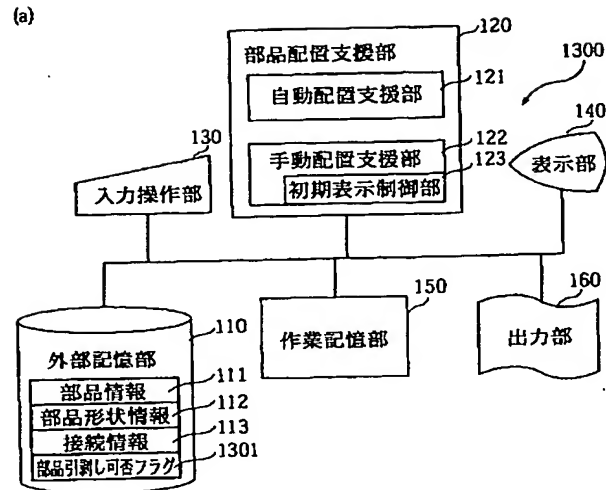 (a)
120
部品配置支援部
121
自動配置支援部
1300
140
130
122
手動配置支援部
123
初期表示制御部
表示部
入力操作部
110
150
160
外部記憶部
作業記憶部
出力部
部品情報
111
部品形状情報
112
接続情報
113
部品引剥し可否フラグ
1301